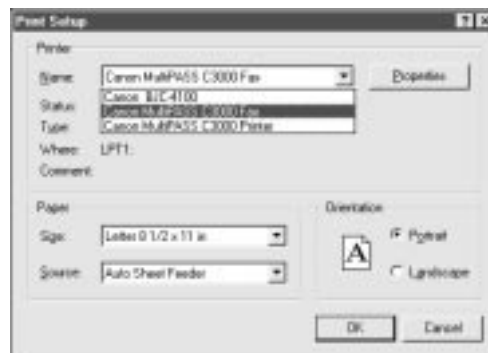 Print Setup
Printer
Name: Canon MultiPASS C3000 Fax
Properties
Canon BJC-4100
Status:
Canon MultiPASS C3000 Fax
Type: Canon MultiPASS C3000 Printer
Where: LPT1:
Comment:
Paper
Orientation
Size: Letter 8 1/2 x 11 in
Portrait
A
Source: Auto Sheet Feeder
Landscape
OK
Cancel